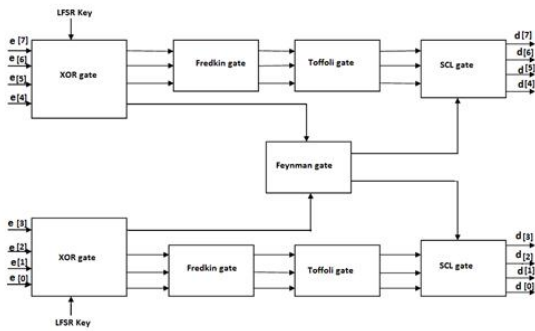 LFSR Key
e [7]
e [6]
e [5]
e [4]
XOR gate
Fredkin gate
Toffoli gate
SCL gate
d[7]
d[6]
d[5]
d[4]
Feynman gate
e [3]
e [2]
e [1]
e [0]
XOR gate
Fredkin gate
Toffoli gate
SCL gate
d[3]
d[2]
d[1]
d[0]
LFSR Key